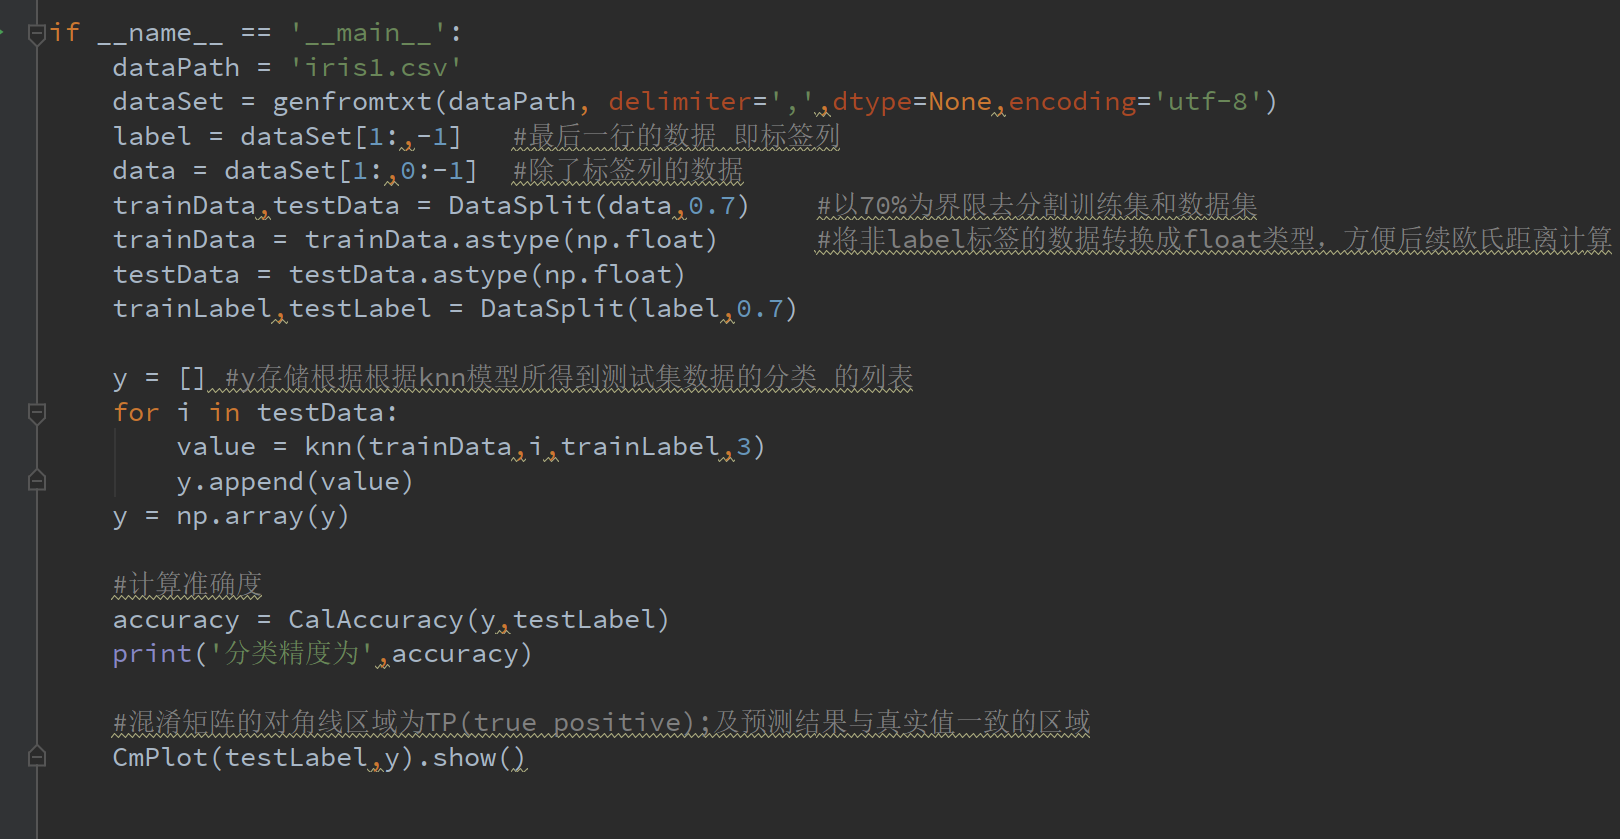 if __name__ == '__main__':
    dataPath = 'iris1.csv'
    dataSet = genfromtxt(dataPath, delimiter=',',dtype=None,encoding='utf-8')
    label = dataSet[1:,-1]   #最后一行的数据 即标签列
    data = dataSet[1:,0:-1]  #除了标签列的数据
    trainData,testData = DataSplit(data,0.7)    #以70%为界限去分割训练集和数据集
    trainData = trainData.astype(np.float)      #将非label标签的数据转换成float类型，方便后续欧氏距离计算
    testData = testData.astype(np.float)
    trainLabel,testLabel = DataSplit(label,0.7)
    y = [] #y存储根据根据knn模型所得到测试集数据的分类 的列表
    for i in testData:
        value = knn(trainData,i,trainLabel,3)
        y.append(value)
    y = np.array(y)
    #计算准确度
    accuracy = CalAccuracy(y,testLabel)
    print('分类精度为',accuracy)
    #混淆矩阵的对角线区域为TP(true positive);及预测结果与真实值一致的区域
    CmPlot(testLabel,y).show()